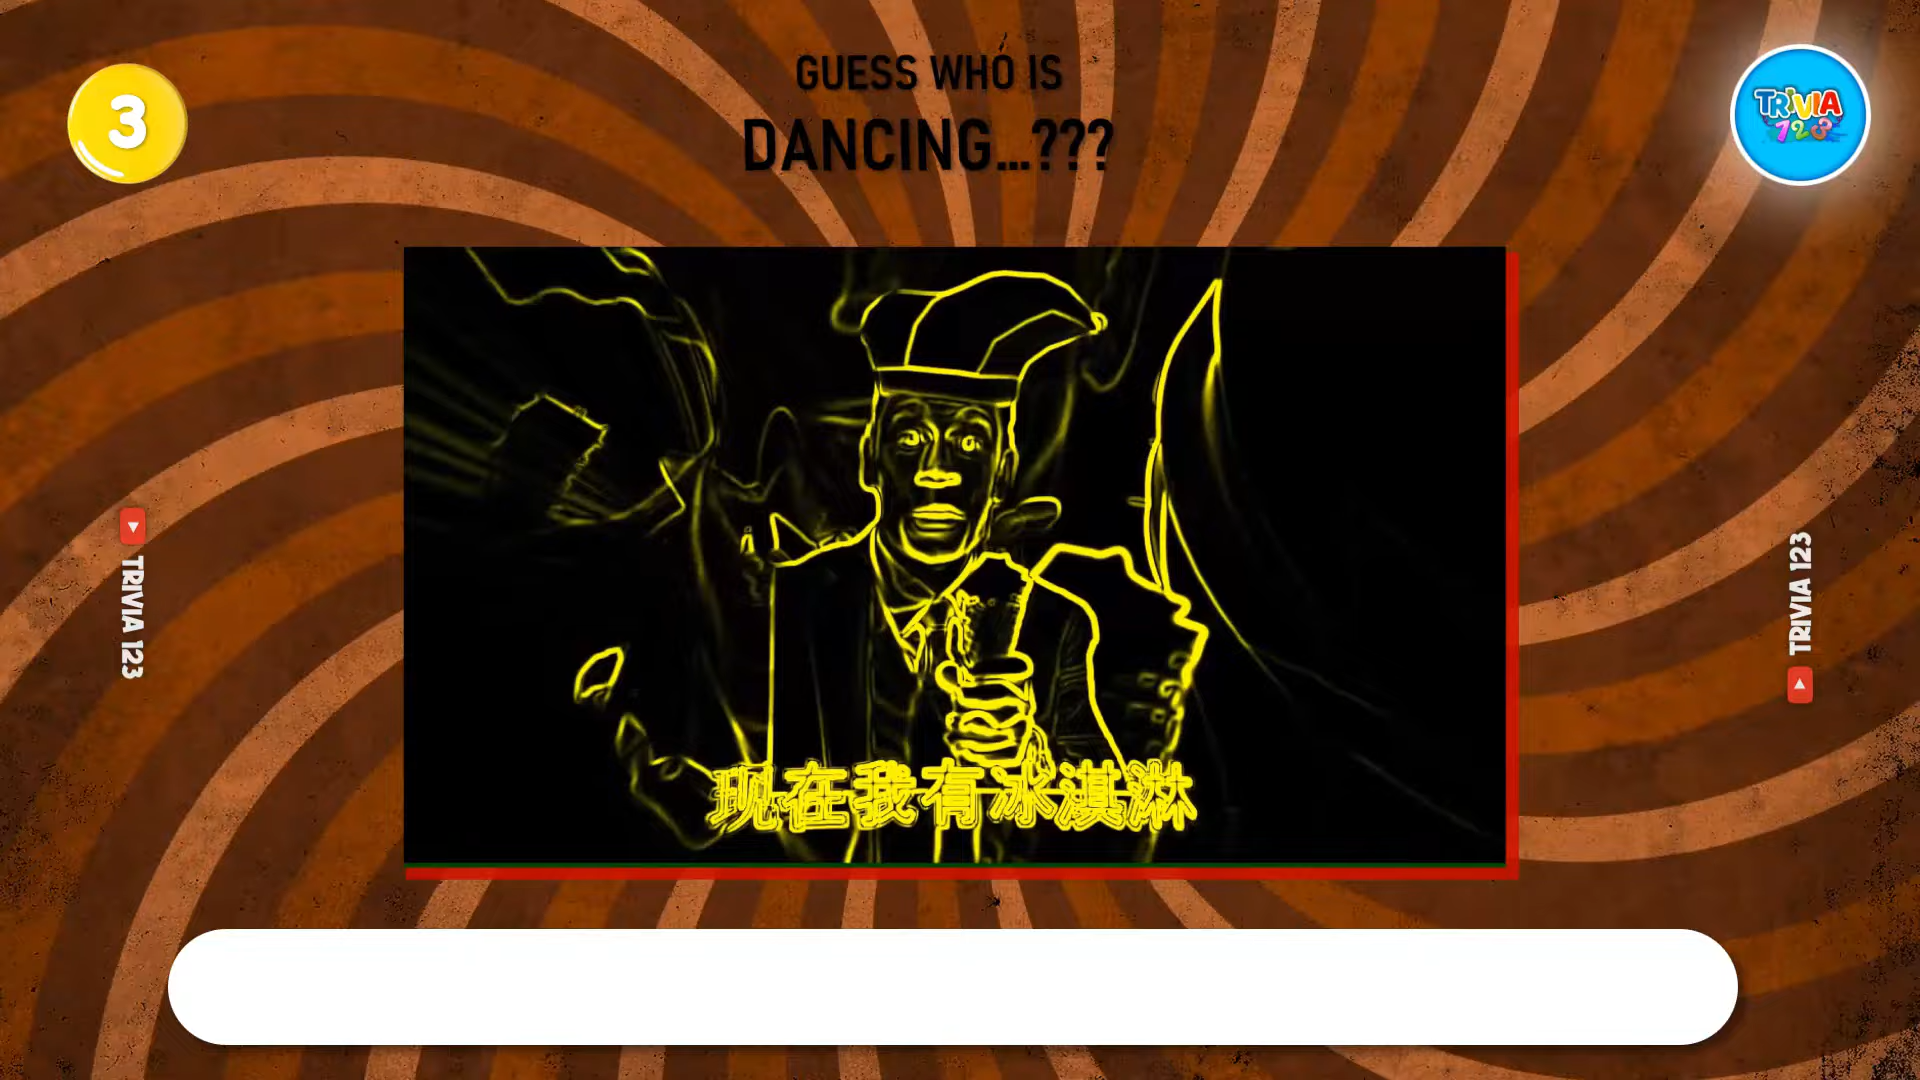 3
GUESS WHO IS
DANCING...???
TRIVIA
123
TRIVIA 123
TRIVIA 123
现在我有冰淇淋